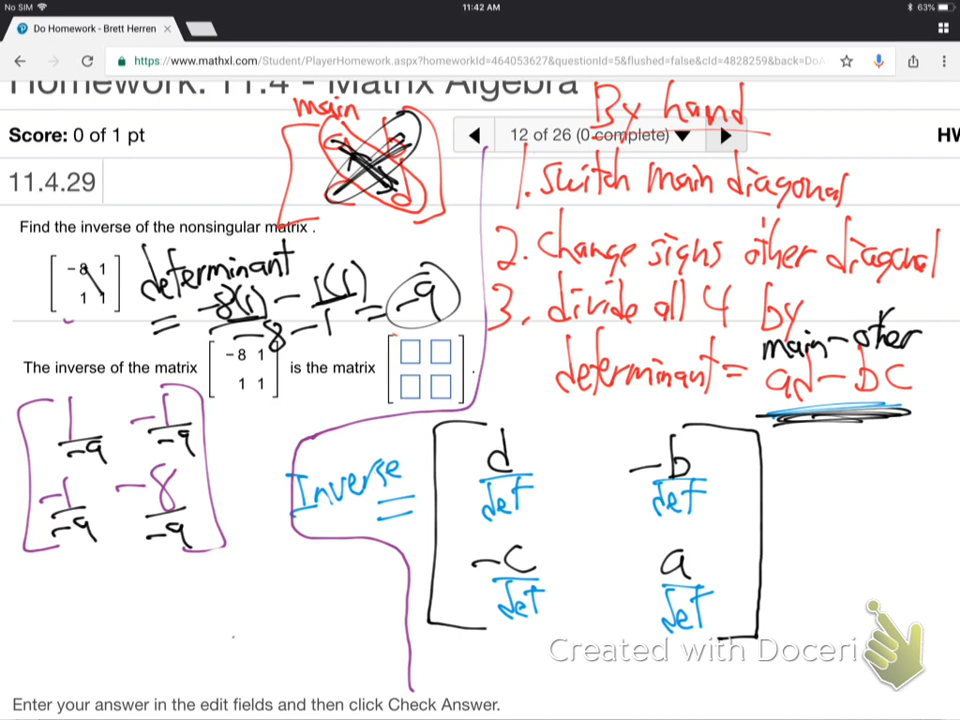 No SIM
11:42 AM
63%
Do Homework - Brett Herren
https://www.mathxl.com/Student/PlayerHomework.aspx?homeworkId=464053627&questionId=5&flushed=false&cId=4828259&back=DoA
Homework: 11.4 - Matrix Algebra
main
By hand
Score: 0 of 1 pt
12 of 26 (0 complete)
HW
11.4.29
1. switch main diagonal
Find the inverse of the nonsingular matrix .
2. change signs other diagonal
-8 1
1 1
determinant
= -8(1) - 1(1) = -9
-8 - 1
3. divide all 4 by
main-other
determinant = ad-bc
The inverse of the matrix
-8 1
1 1
is the matrix
.
1/-9 -1/-9
-1/-9 -8/-9
Inverse =
d/det -b/det
-c/det a/det
Created with Doceri
Enter your answer in the edit fields and then click Check Answer.